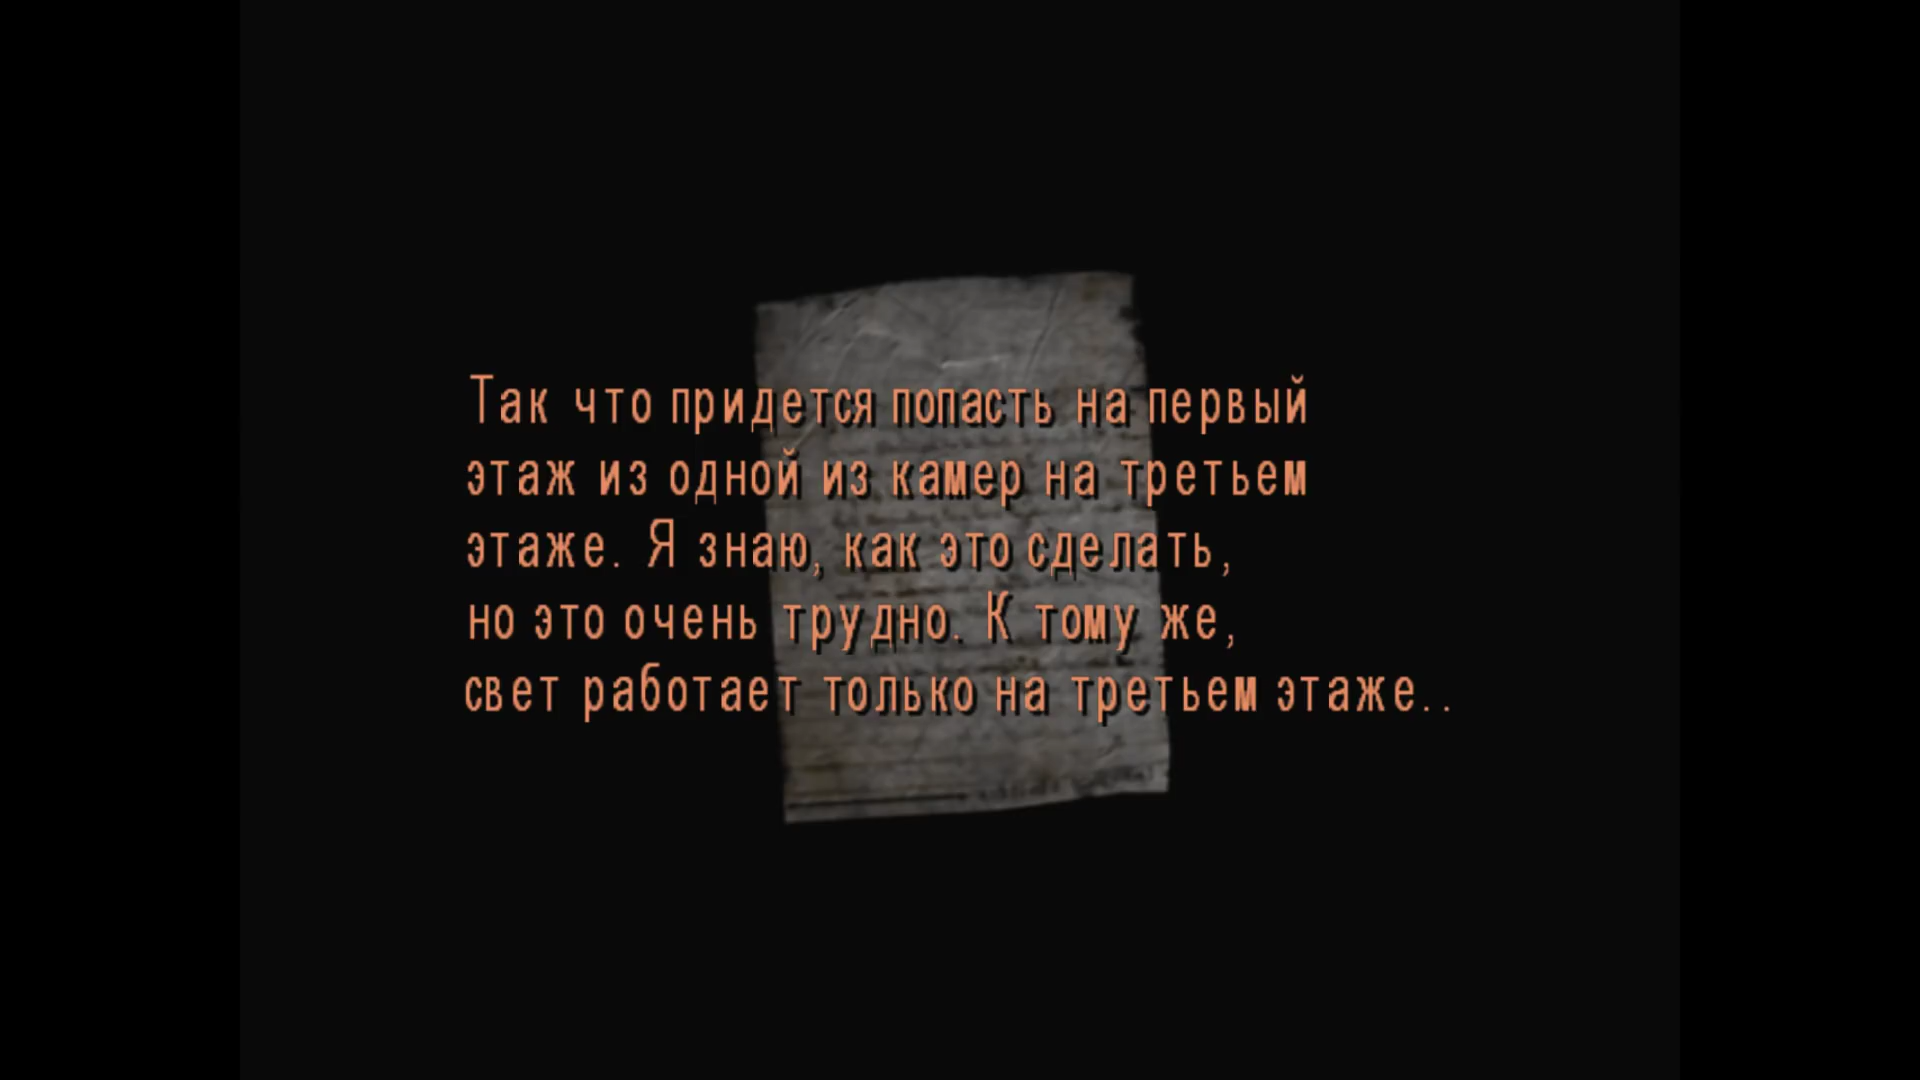 Так что придется попасть на первый
этаж из одной из камер на третьем
этаже. Я знаю, как это сделать,
но это очень трудно. К тому же,
свет работает только на третьем этаже..